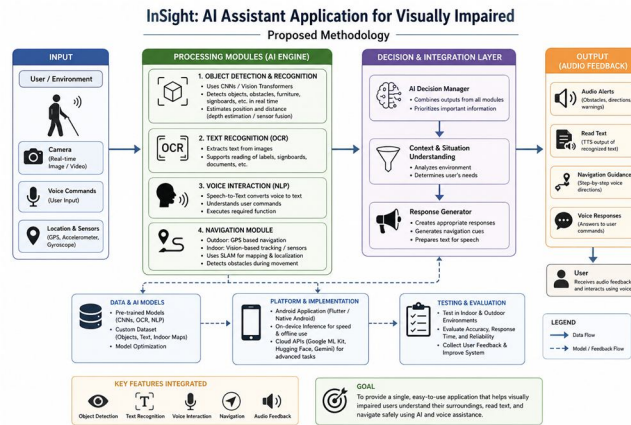 InSight: AI Assistant Application for Visually Impaired
Proposed Methodology
INPUT
User / Environment
Camera
(Real-time
Image / Video)
Voice Commands
(User Input)
Location & Sensors
(GPS, Accelerometer,
Gyroscope)
PROCESSING MODULES (AI ENGINE)
1. OBJECT DETECTION & RECOGNITION
• Uses CNNs / Vision Transformers
• Detects objects, obstacles, furniture,
signboards, etc. in real time
• Estimates position and distance
(depth estimation / sensor fusion)
OCR
2. TEXT RECOGNITION (OCR)
• Extracts text from images
• Supports reading of labels, signboards,
documents, etc.
3. VOICE INTERACTION (NLP)
• Speech-to-Text converts voice to text
• Understands user commands
• Executes required function
4. NAVIGATION MODULE
• Outdoor: GPS based navigation
• Indoor: Vision-based tracking / sensors
• Uses SLAM for mapping & localization
• Detects obstacles during movement
DECISION & INTEGRATION LAYER
AI Decision Manager
• Combines outputs from all modules
• Prioritizes important information
Context & Situation
Understanding
• Analyzes environment
• Determines user's needs
Response Generator
• Creates appropriate responses
• Generates navigation cues
• Prepares text for speech
OUTPUT
(AUDIO FEEDBACK)
Audio Alerts
(Obstacles, directions,
warnings)
Read Text
(TTS output of
recognized text)
Navigation Guidance
(Step-by-step voice
directions)
Voice Responses
(Answers to
user commands)
User
Receives audio feedback
and interacts using voice
DATA & AI MODELS
• Pre-trained Models
(CNNs, OCR, NLP)
• Custom Dataset
(Objects, Text, Indoor Maps)
• Model Optimization
PLATFORM & IMPLEMENTATION
• Android Application (Flutter /
Native Android)
• On-device Inference for speed
& offline use
• Cloud APIs (Google ML Kit,
Hugging Face, Gemini) for
advanced tasks
TESTING & EVALUATION
• Test in Indoor & Outdoor
Environments
• Evaluate Accuracy, Response
Time, and Reliability
• Collect User Feedback &
Improve System
LEGEND
Data Flow
Model / Feedback Flow
KEY FEATURES INTEGRATED
Object Detection
T
Text Recognition
Voice Interaction
Navigation
Audio Feedback
GOAL
To provide a single, easy-to-use application that helps visually
impaired users understand their surroundings, read text, and
navigate safely using AI and voice assistance.